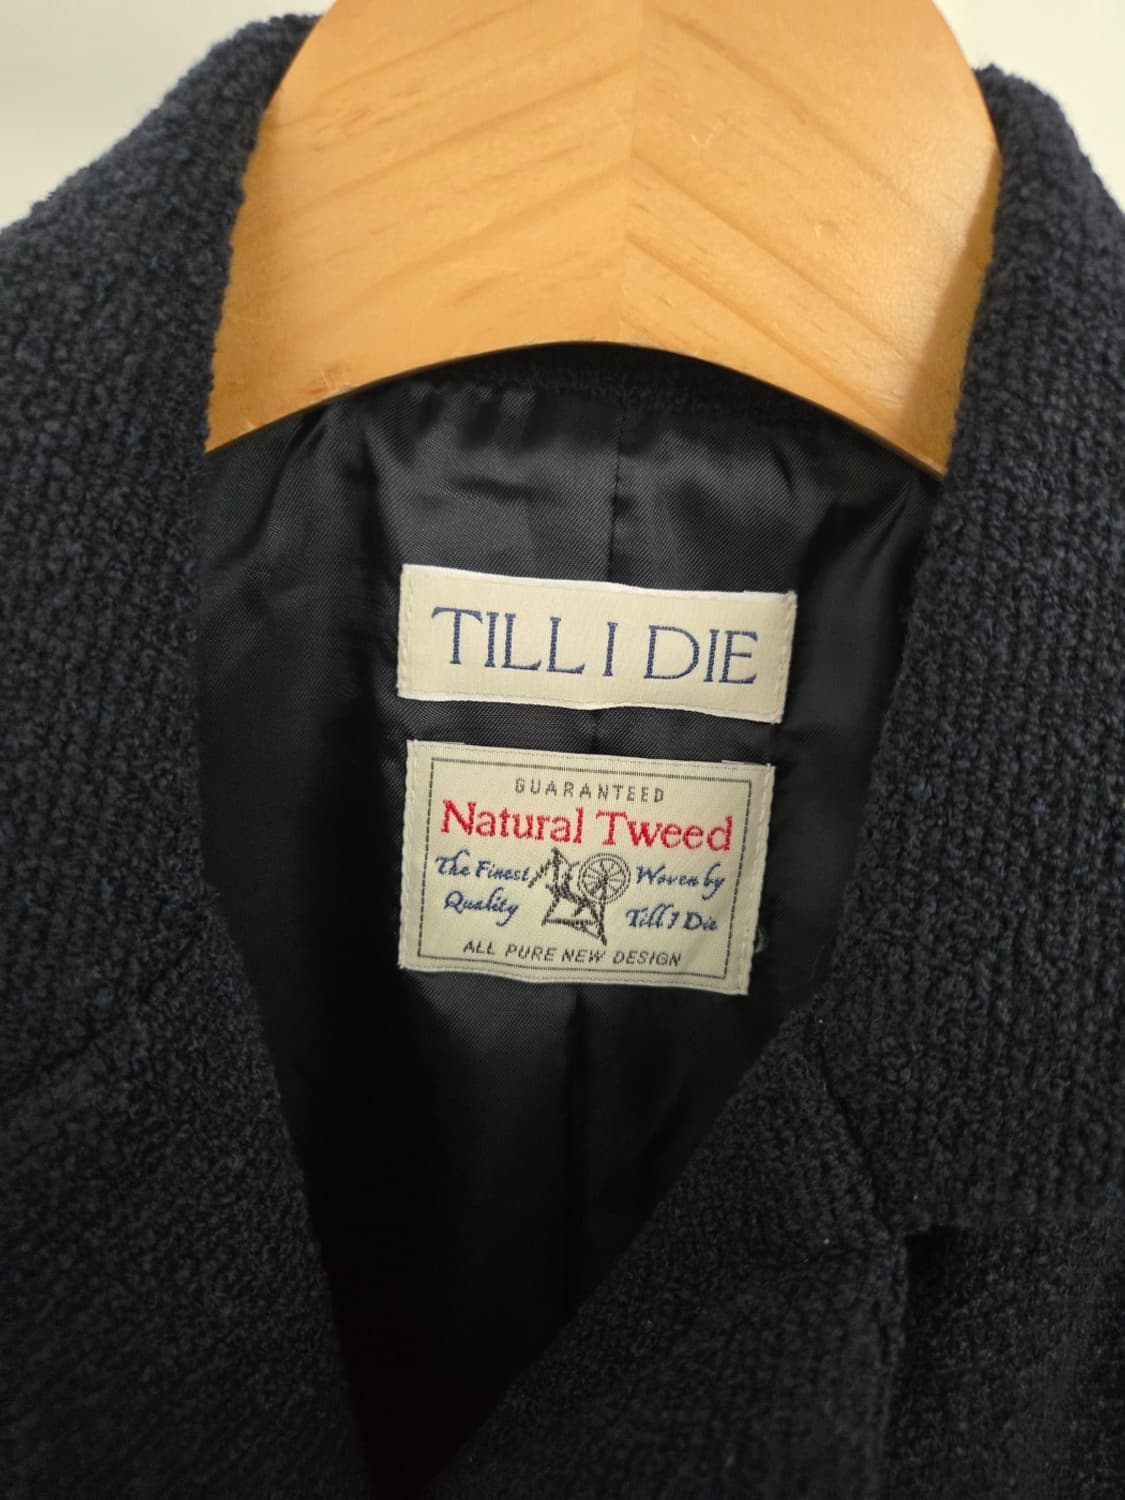 TILL I DIE
GUARANTEED
Natural Tweed
The Finest Woven by
Quality Till I Die
ALL PURE NEW DESIGN